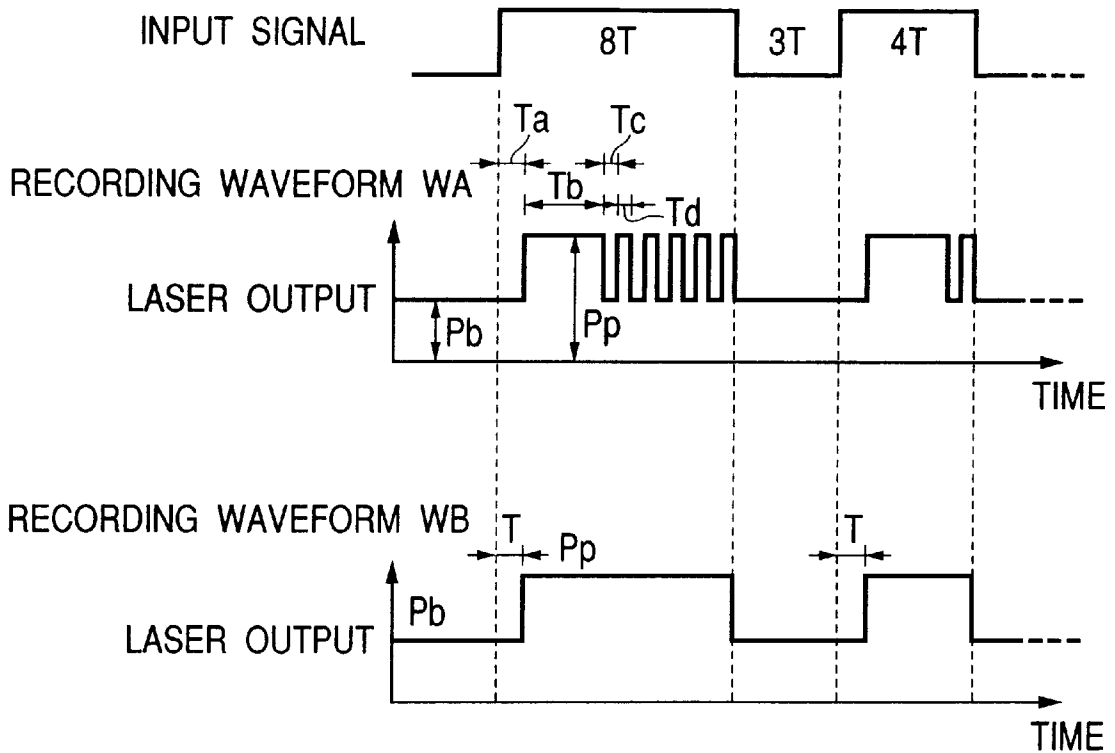 INPUT SIGNAL
8T
3T
4T
Ta
Tc
RECORDING WAVEFORM WA
Tb
Td
LASER OUTPUT
Pb
Pp
TIME
RECORDING WAVEFORM WB
T
Pp
T
Pb
LASER OUTPUT
TIME